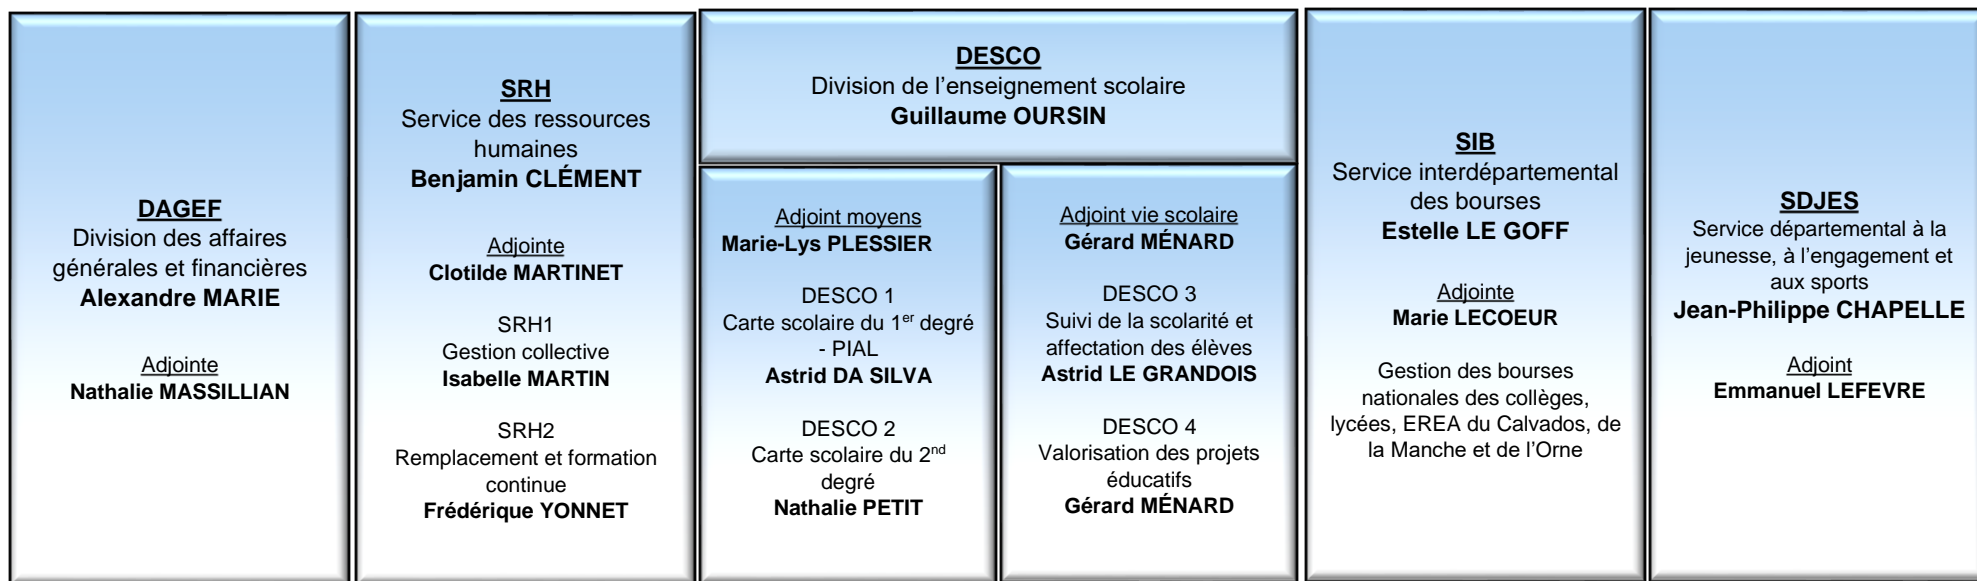 DAGEF
Division des affaires
générales et financières
Alexandre MARIE
Adjointe
Nathalie MASSILLIAN
SRH
Service des ressources
humaines
Benjamin CLÉMENT
Adjointe
Clotilde MARTINET
SRH1
Gestion collective
Isabelle MARTIN
SRH2
Remplacement et formation
continue
Frédérique YONNET
DESCO
Division de l’enseignement scolaire
Guillaume OURSIN
Adjoint moyens
Marie-Lys PLESSIER
DESCO 1
Carte scolaire du 1er degré
- PIAL
Astrid DA SILVA
DESCO 2
Carte scolaire du 2nd
degré
Nathalie PETIT
Adjoint vie scolaire
Gérard MÉNARD
DESCO 3
Suivi de la scolarité et
affectation des élèves
Astrid LE GRANDOIS
DESCO 4
Valorisation des projets
éducatifs
Gérard MÉNARD
SIB
Service interdépartemental
des bourses
Estelle LE GOFF
Adjointe
Marie LECOEUR
Gestion des bourses
nationales des collèges,
lycées, EREA du Calvados, de
la Manche et de l’Orne
SDJES
Service départemental à la
jeunesse, à l’engagement et
aux sports
Jean-Philippe CHAPELLE
Adjoint
Emmanuel LEFEVRE